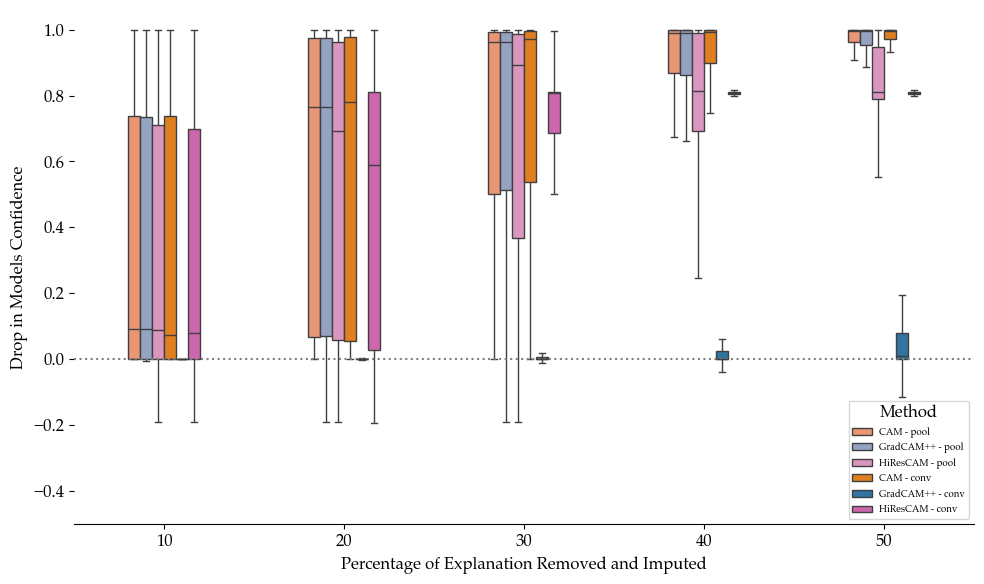 1.0
0.8
0.6
0.4
0.2
0.0
−0.2
−0.4
Drop in Models Confidence
10
20
30
40
50
Percentage of Explanation Removed and Imputed
Method
CAM - pool
GradCAM++ - pool
HiResCAM - pool
CAM - conv
GradCAM++ - conv
HiResCAM - conv